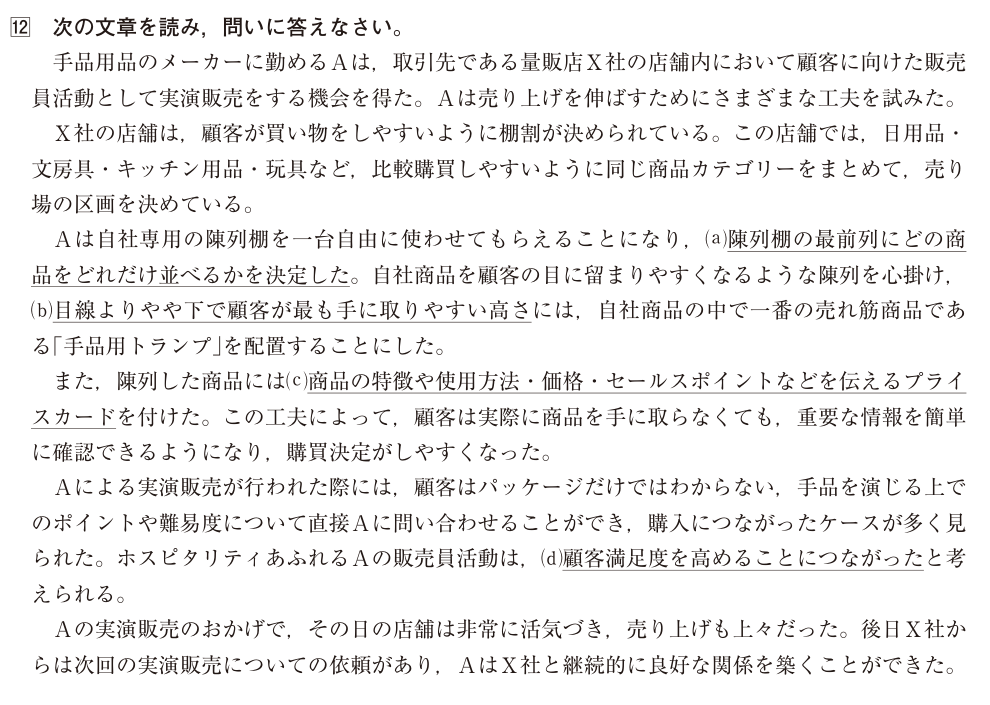 12　次の文章を読み，問いに答えなさい。
　手品用品のメーカーに勤めるＡは，取引先である量販店Ｘ社の店舗内において顧客に向けた販売
員活動として実演販売をする機会を得た。Ａは売り上げを伸ばすためにさまざまな工夫を試みた。
　Ｘ社の店舗は，顧客が買い物をしやすいように棚割が決められている。この店舗では，日用品・
文房具・キッチン用品・玩具など，比較購買しやすいように同じ商品カテゴリーをまとめて，売り
場の区画を決めている。
　Ａは自社専用の陳列棚を一台自由に使わせてもらえることになり，(a)陳列棚の最前列にどの商
品をどれだけ並べるかを決定した。自社商品を顧客の目に留まりやすくなるような陳列を心掛け，
(b)目線よりやや下で顧客が最も手に取りやすい高さには，自社商品の中で一番の売れ筋商品であ
る「手品用トランプ」を配置することにした。
　また，陳列した商品には(c)商品の特徴や使用方法・価格・セールスポイントなどを伝えるプライ
スカードを付けた。この工夫によって，顧客は実際に商品を手に取らなくても，重要な情報を簡単
に確認できるようになり，購買決定がしやすくなった。
　Ａによる実演販売が行われた際には，顧客はパッケージだけではわからない，手品を演じる上で
のポイントや難易度について直接Ａに問い合わせることができ，購入につながったケースが多く見
られた。ホスピタリティあふれるＡの販売員活動は，(d)顧客満足度を高めることにつながったと考
えられる。
　Ａの実演販売のおかげで，その日の店舗は非常に活気づき，売り上げも上々だった。後日Ｘ社か
らは次回の実演販売についての依頼があり，ＡはＸ社と継続的に良好な関係を築くことができた。